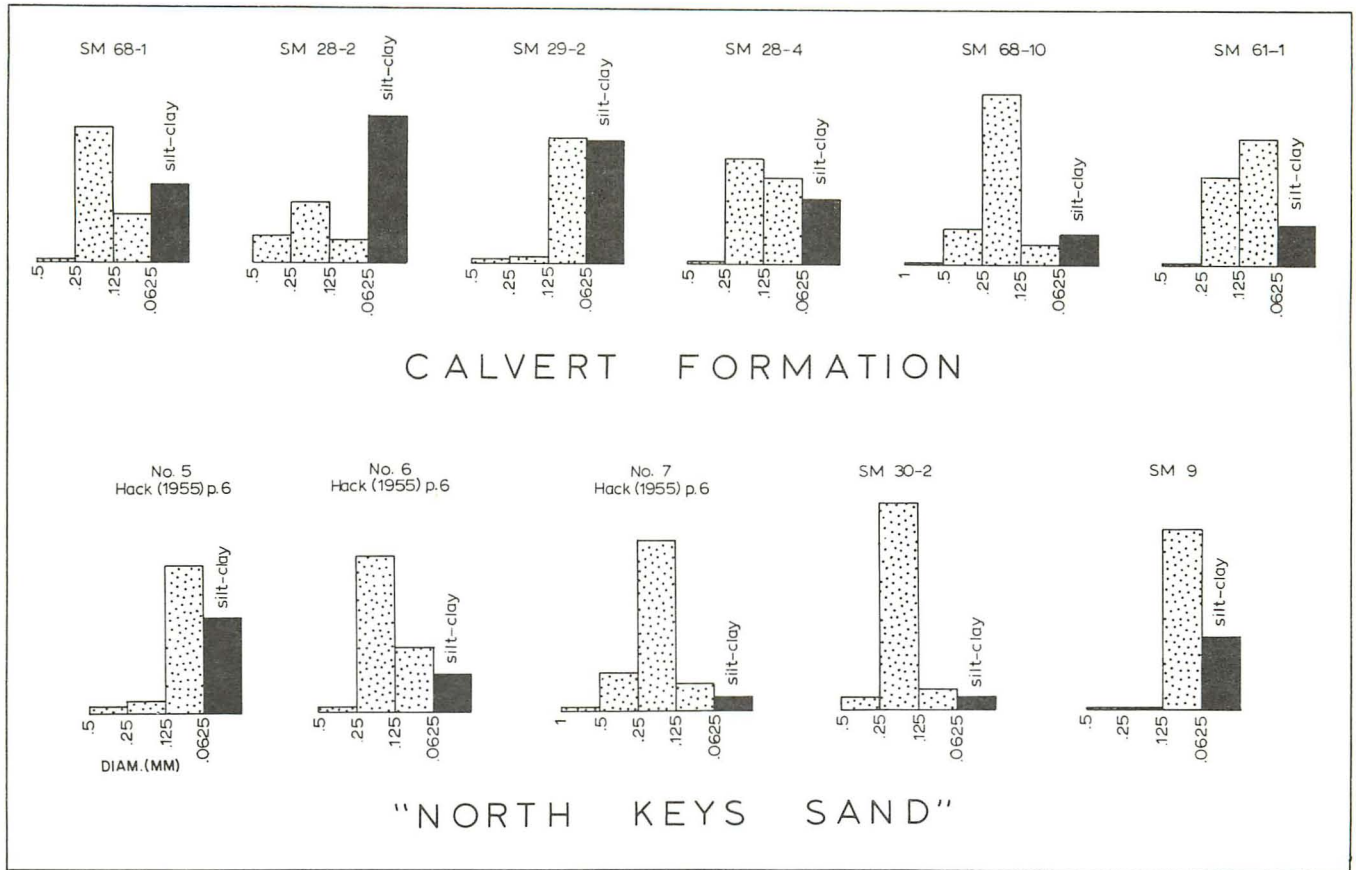 SM 68-1
SM 28-2
SM 29-2
SM 28-4
SM 68-10
SM 61-1
silt-clay
silt-clay
silt-clay
silt-clay
silt-clay
silt-clay
.5 .25 .125 .0625
.5 .25 .125 .0625
.5 .25 .125 .0625
.5 .25 .125 .0625
1 .5 .25 .125 .0625
.5 .25 .125 .0625
CALVERT FORMATION
No. 5
Hack (1955) p.6
No. 6
Hack (1955) p.6
No. 7
Hack (1955) p.6
SM 30-2
SM 9
silt-clay
silt-clay
silt-clay
silt-clay
silt-clay
.5 .25 .125 .0625
.5 .25 .125 .0625
1 .5 .25 .125 .0625
.5 .25 .125 .0625
.5 .25 .125 .0625
DIAM.(MM)
"NORTH KEYS SAND"